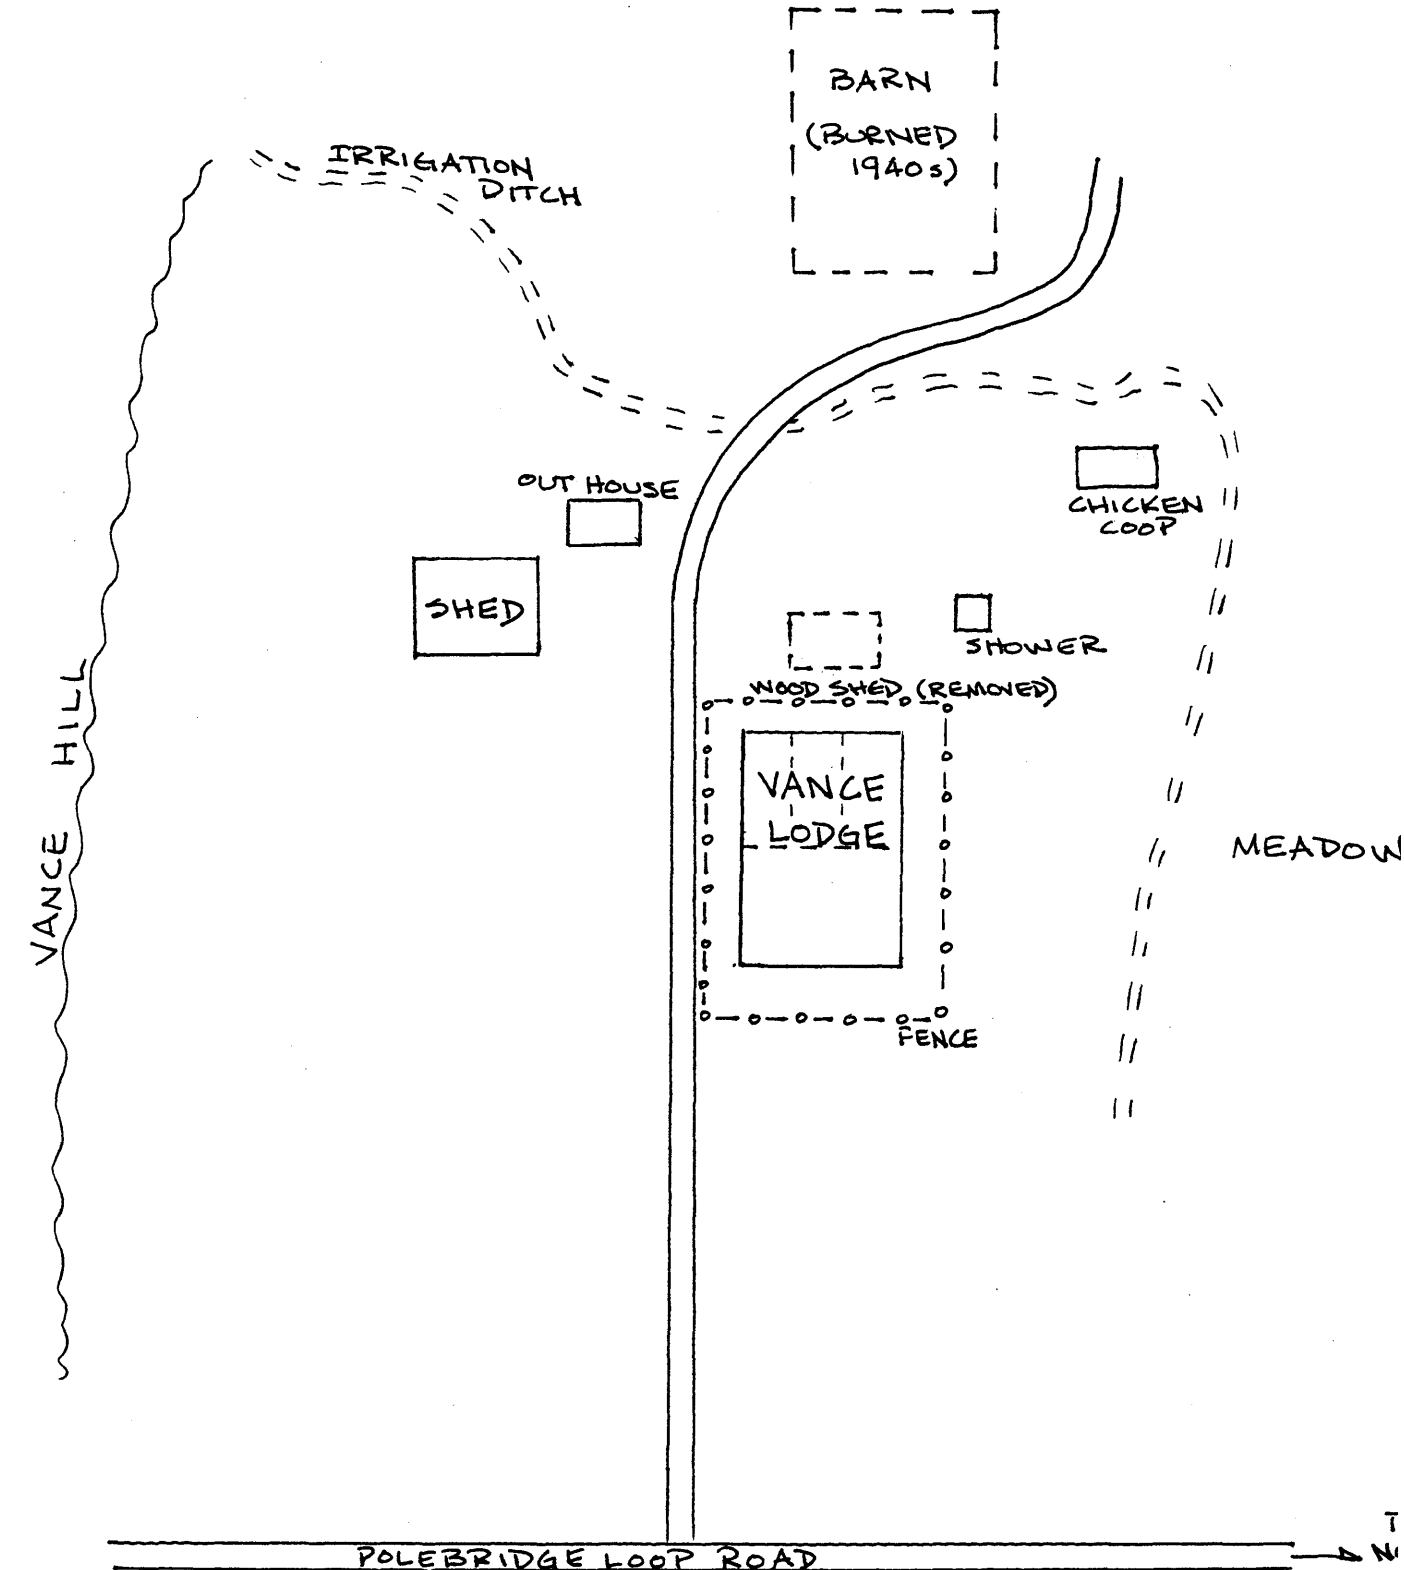 BARN
(BURNED
1940s)
IRRIGATION
DITCH
OUT HOUSE
CHICKEN
COOP
SHED
SHOWER
WOOD SHED (REMOVED)
VANCE
LODGE
VANCE HILL
MEADOW
FENCE
POLEBRIDGE LOOP ROAD